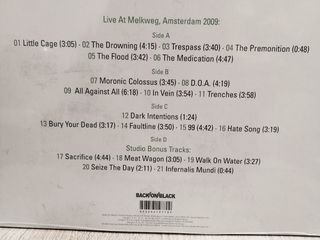 Live At Melkweg, Amsterdam 2009:
Side A
01 Little Cage (3:05) · 02 The Drowning (4:15) · 03 Trespass (3:40) · 04 The Premonition (0:48)
05 The Flood (3:42) · 06 The Medication (4:47)
Side B
07 Moronic Colossus (3:45) · 08 D.O.A. (4:19)
09 All Against All (6:18) · 10 In Vein (3:54) · 11 Trenches (3:58)
Side C
12 Dark Intentions (1:24)
13 Bury Your Dead (3:17) · 14 Faultline (3:50) · 15 99 (4:42) · 16 Hate Song (3:19)
Side D
Studio Bonus Tracks:
17 Sacrifice (4:44) · 18 Meat Wagon (3:05) · 19 Walk On Water (3:27)
20 Seize The Day (2:11) · 21 Infernalis Mundi (0:44)
BACK ON BLACK